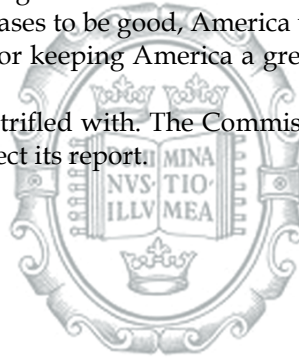 ases to be good, America
or keeping America a gre
trifled with. The Commis
ect its report.
MINA
NVS· TIO·
ILLV MEA